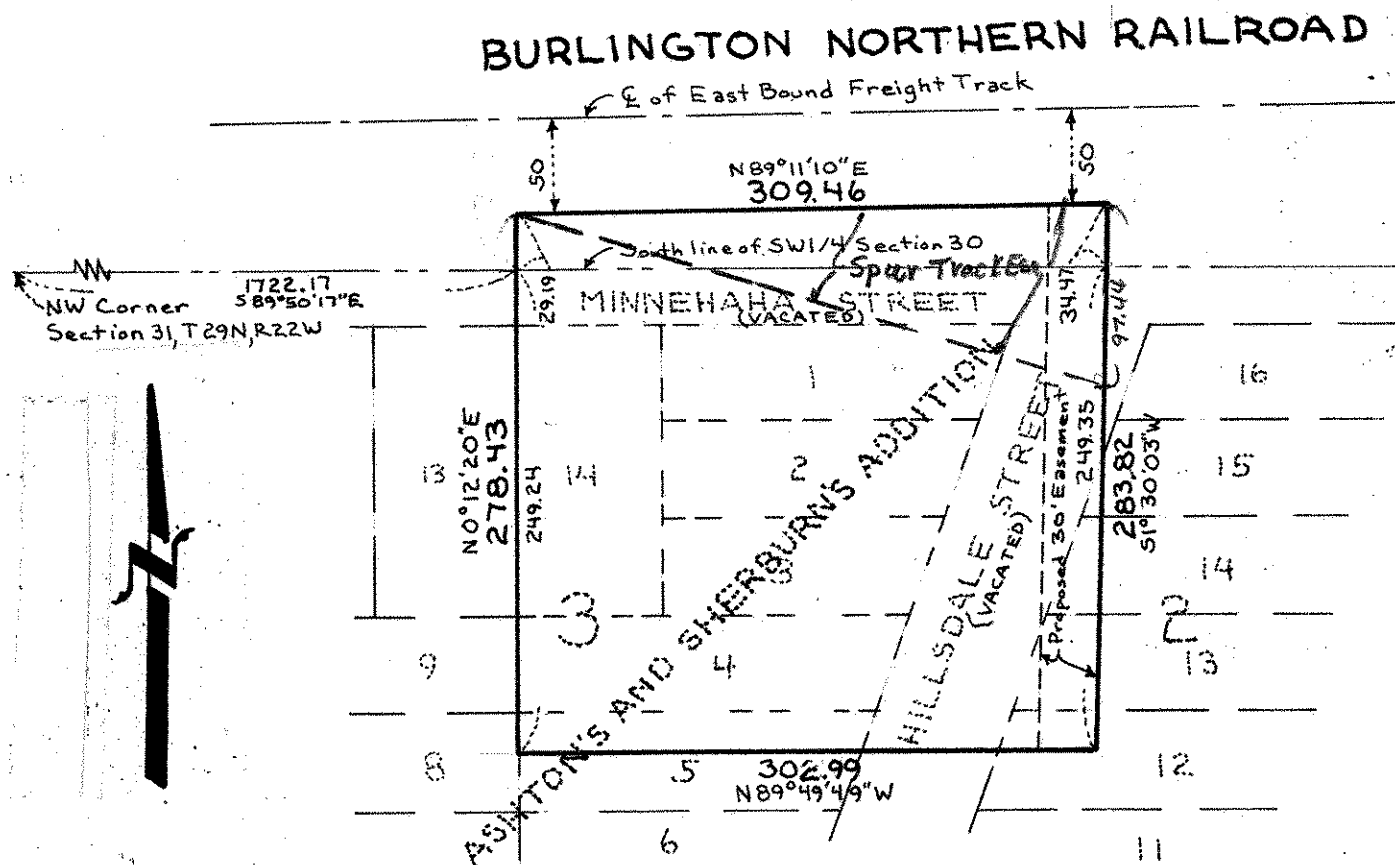 BURLINGTON NORTHERN RAILROAD
℄ of East Bound Freight Track
50
50
N89°11'10"E
309.46
South line of SW1/4 Section 30
Spur Track Ea
1722.17
S89°50'17"E
NW Corner
Section 31, T29N, R22W
29.19
MINNEHAHA STREET
(VACATED)
34.47
97.44
1
16
13
14
2
15
N0°12'20"E
278.43
249.24
ASHTON'S AND SHERBURN'S ADDITION
HILLSDALE STREET
(VACATED)
Proposed 30' Easement
249.35
283.82
S1°30'03"W
3
14
3
2
9
4
13
8
5
302.99
N89°49'49"W
12
6
11